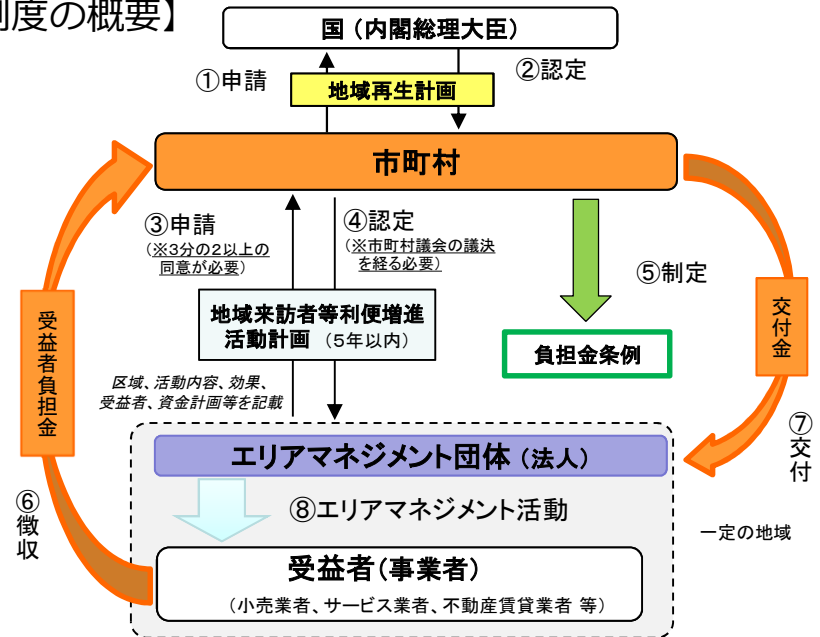 制度の概要】
国（内閣総理大臣）
①申請
②認定
地域再生計画
市町村
③申請
（※3分の2以上の
同意が必要）
④認定
（※市町村議会の議決
を経る必要）
⑤制定
地域来訪者等利便増進
活動計画（5年以内）
負担金条例
区域、活動内容、効果、
受益者、資金計画等を記載
受益者負担金
交付金
⑦交付
⑥徴収
エリアマネジメント団体（法人）
⑧エリアマネジメント活動
一定の地域
受益者（事業者）
（小売業者、サービス業者、不動産賃貸業者 等）